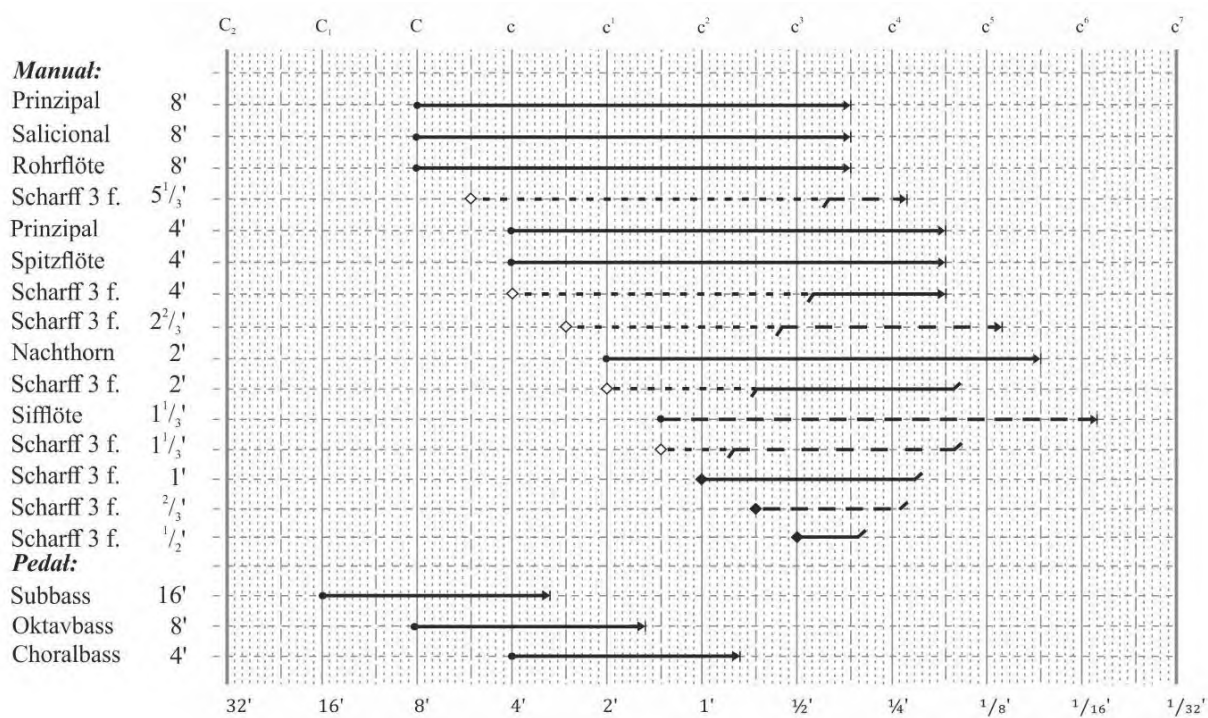 C₂ C₁ C c c¹ c² c³ c⁴ c⁵ c⁶ c⁷
Manual:
Prinzipal 8'
Salicional 8'
Rohrflöte 8'
Scharff 3 f. 5 1/3'
Prinzipal 4'
Spitzflöte 4'
Scharff 3 f. 4'
Scharff 3 f. 2 2/3'
Nachthorn 2'
Scharff 3 f. 2'
Sifflöte 1 1/3'
Scharff 3 f. 1 1/3'
Scharff 3 f. 1'
Scharff 3 f. 2/3'
Scharff 3 f. 1/2'
Pedał:
Subbass 16'
Oktavbass 8'
Choralbass 4'
32' 16' 8' 4' 2' 1' ½' ¼' 1/8' 1/16' 1/32'